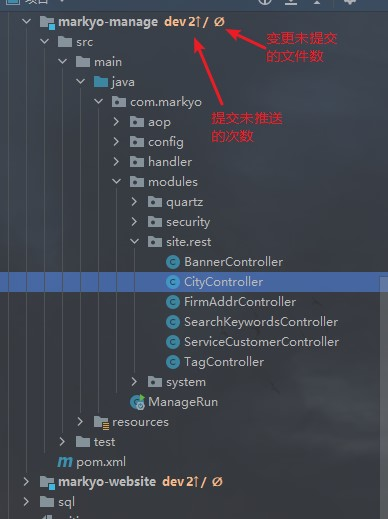 项目
markyo-manage dev 2↑/ Ø
变更未提交
的文件数
src
main
提交未推送
的次数
java
com.markyo
aop
config
handler
modules
quartz
security
site.rest
BannerController
CityController
FirmAddrController
SearchKeywordsController
ServiceCustomerController
TagController
system
ManageRun
resources
test
pom.xml
markyo-website dev 2↑/ Ø
sql